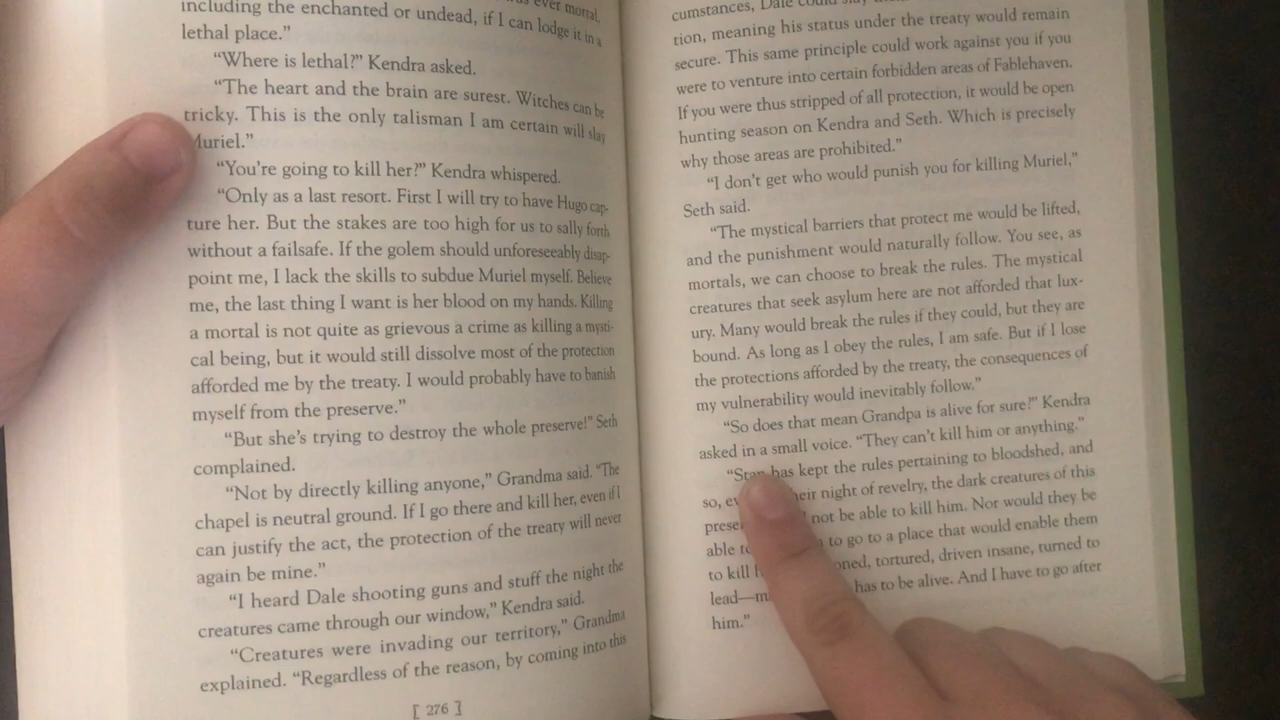 ever mortal,
including the enchanted or undead, if I can lodge it in a
lethal place."
"Where is lethal?" Kendra asked.
"The heart and the brain are surest. Witches can be
tricky. This is the only talisman I am certain will slay
Muriel."
"You're going to kill her?" Kendra whispered.
"Only as a last resort. First I will try to have Hugo cap-
ture her. But the stakes are too high for us to sally forth
without a failsafe. If the golem should unforeseeably disap-
point me, I lack the skills to subdue Muriel myself. Believe
me, the last thing I want is her blood on my hands. Killing
a mortal is not quite as grievous a crime as killing a mysti-
cal being, but it would still dissolve most of the protection
afforded me by the treaty. I would probably have to banish
myself from the preserve."
"But she's trying to destroy the whole preserve!" Seth
complained.
"Not by directly killing anyone," Grandma said. "The
chapel is neutral ground. If I go there and kill her, even if I
can justify the act, the protection of the treaty will never
again be mine."
"I heard Dale shooting guns and stuff the night the
creatures came through our window," Kendra said.
"Creatures were invading our territory," Grandma
explained. "Regardless of the reason, by coming into this
[ 276 ]
cumstances, Dale could slay
tion, meaning his status under the treaty would remain
secure. This same principle could work against you if you
were to venture into certain forbidden areas of Fablehaven.
If you were thus stripped of all protection, it would be open
hunting season on Kendra and Seth. Which is precisely
why those areas are prohibited."
"I don't get who would punish you for killing Muriel,"
Seth said.
"The mystical barriers that protect me would be lifted,
and the punishment would naturally follow. You see, as
mortals, we can choose to break the rules. The mystical
creatures that seek asylum here are not afforded that lux-
ury. Many would break the rules if they could, but they are
bound. As long as I obey the rules, I am safe. But if I lose
the protections afforded by the treaty, the consequences of
my vulnerability would inevitably follow."
"So does that mean Grandpa is alive for sure?" Kendra
asked in a small voice. "They can't kill him or anything."
"Stan has kept the rules pertaining to bloodshed, and
so, their night of revelry, the dark creatures of this
not be able to kill him. Nor would they be
able to go to a place that would enable them
to kill tortured, driven insane, turned to
lead— has to be alive. And I have to go after
him."